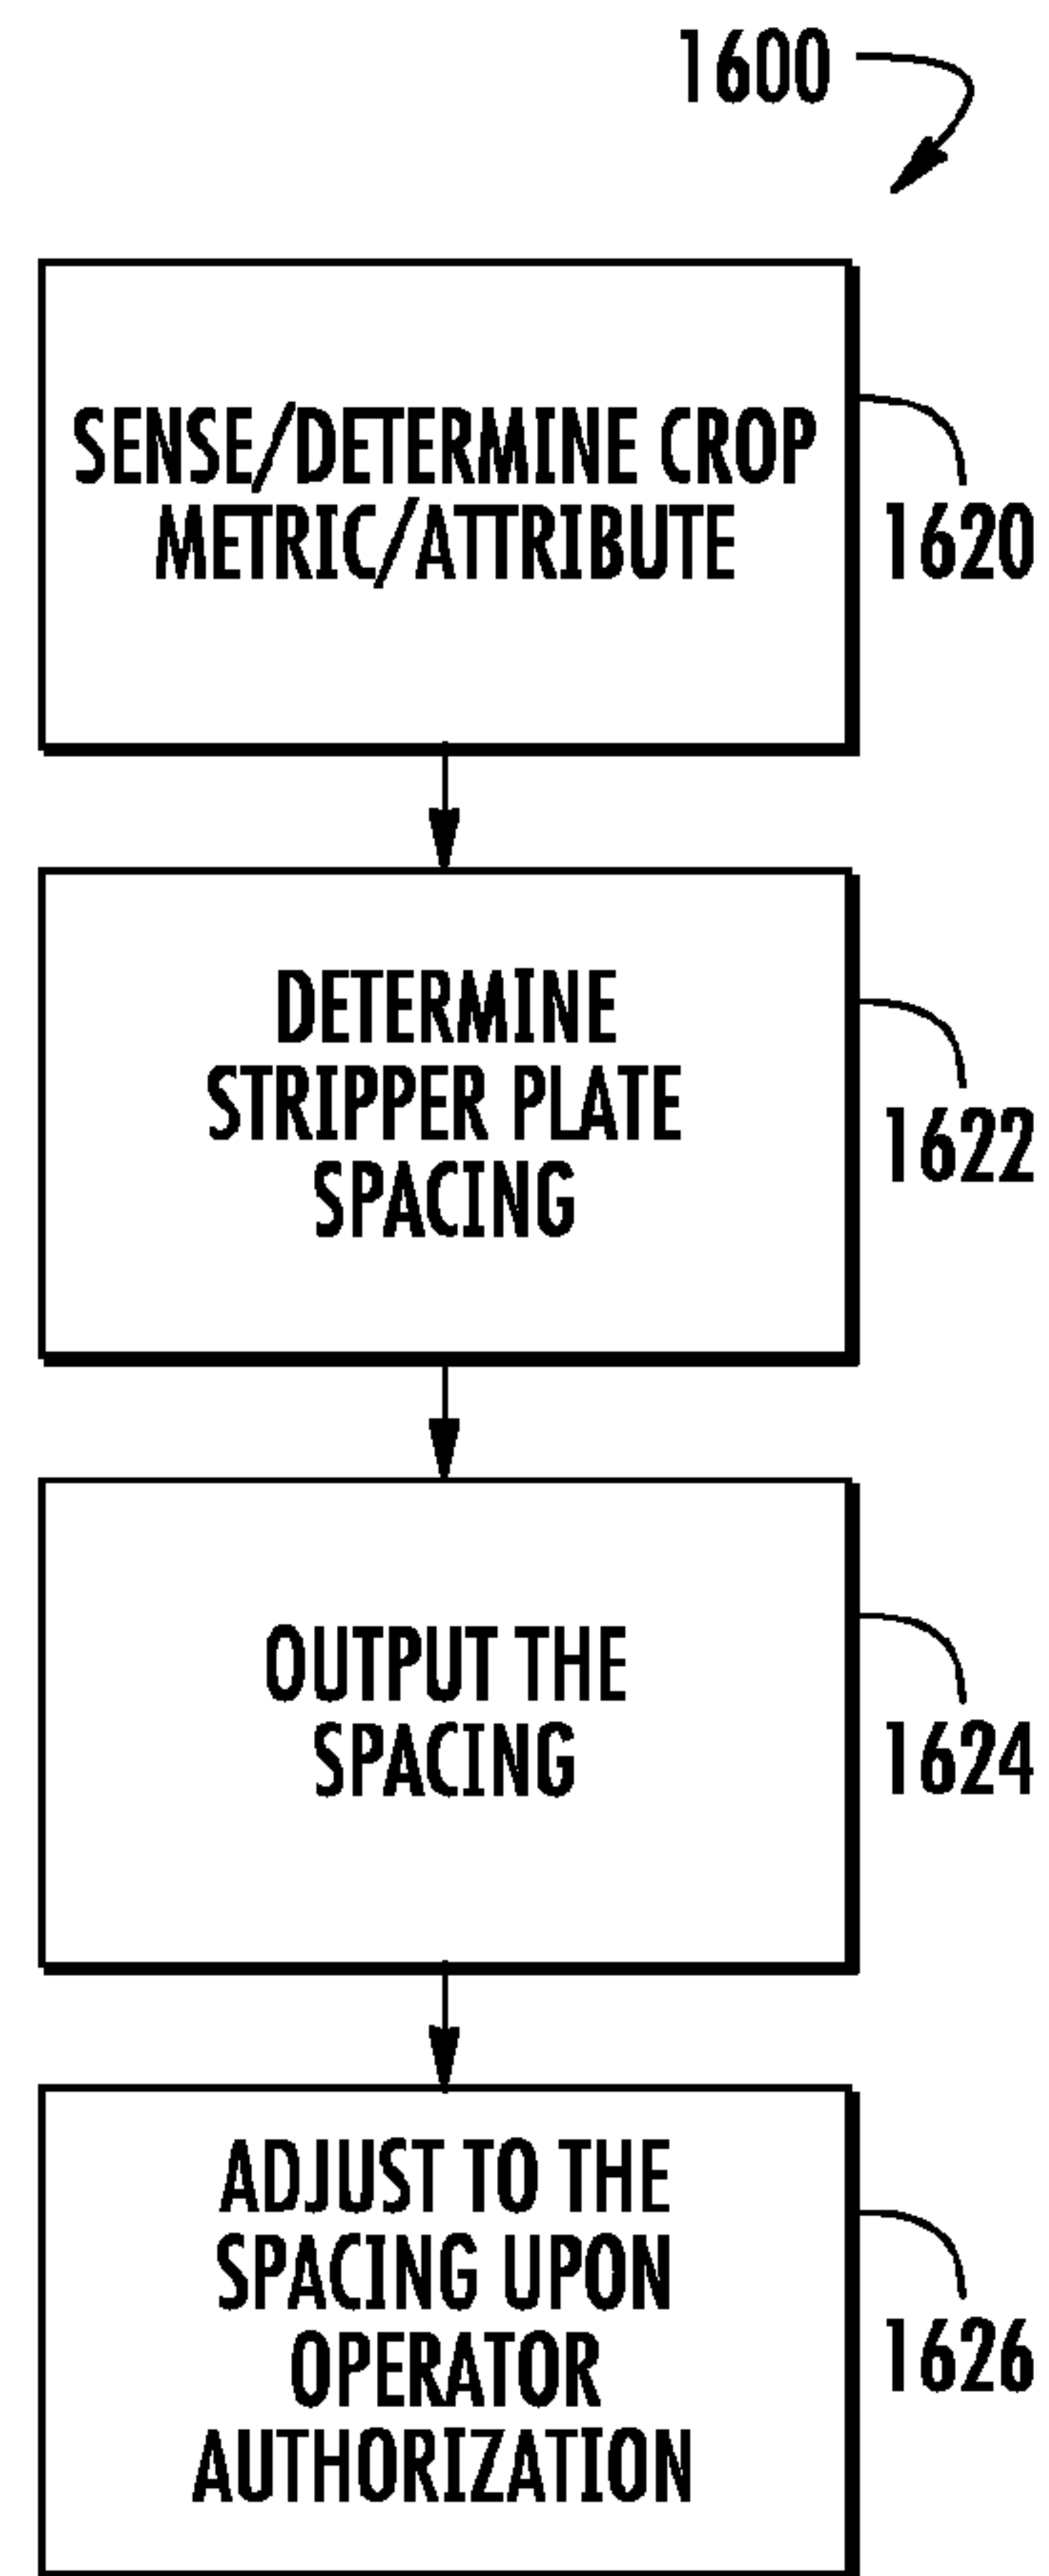 1600
SENSE/DETERMINE CROP
METRIC/ATTRIBUTE
1620
DETERMINE
STRIPPER PLATE
SPACING
1622
OUTPUT THE
SPACING
1624
ADJUST TO THE
SPACING UPON
OPERATOR
AUTHORIZATION
1626